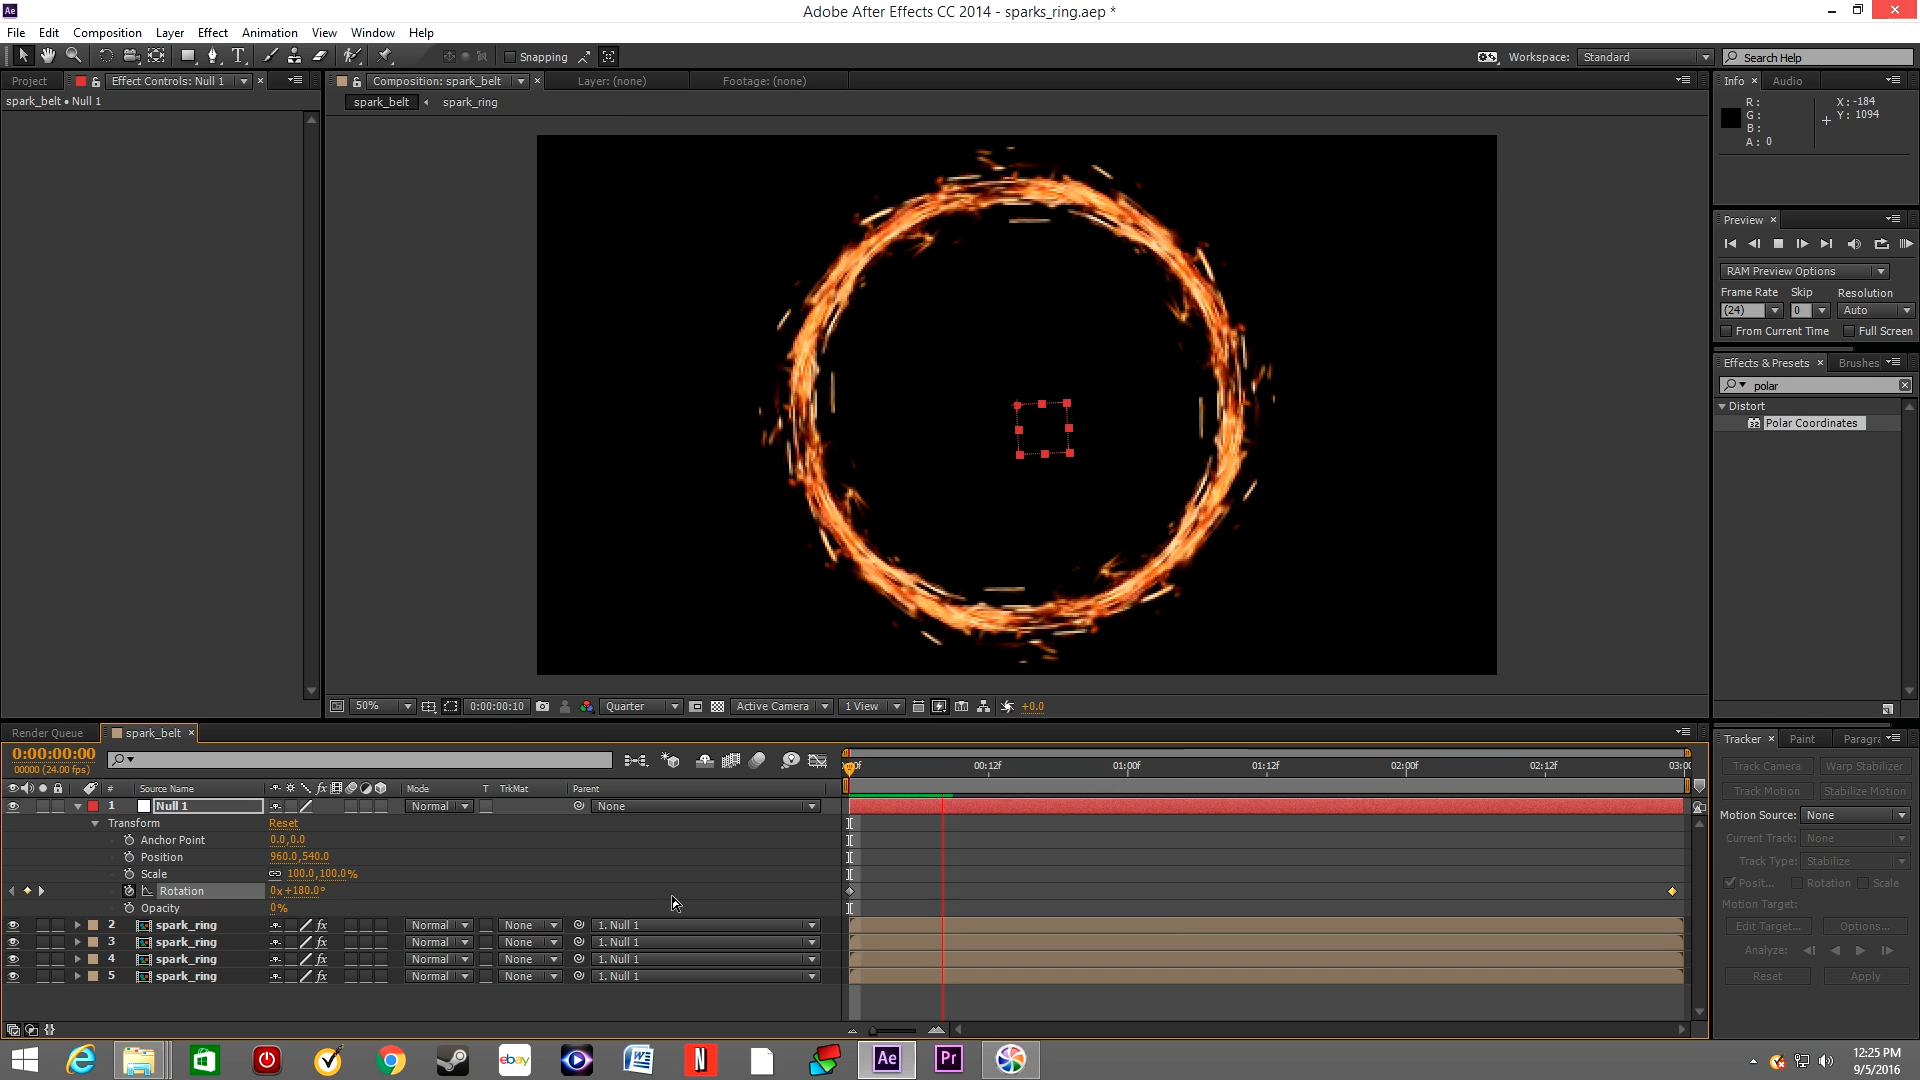 Ae
Adobe After Effects CC 2014 - sparks_ring.aep *
File Edit Composition Layer Effect Animation View Window Help
Snapping
Workspace: Standard
Search Help
Project
Effect Controls: Null 1
Composition: spark_belt
Layer: (none)
Footage: (none)
spark_belt • Null 1
spark_belt
spark_ring
Info
Audio
R:
G:
B:
A: 0
X: -184
Y: 1094
Preview
RAM Preview Options
Frame Rate Skip Resolution
(24) 0 Auto
From Current Time Full Screen
Effects & Presets Brushes
polar
Distort
32 Polar Coordinates
50%
0:00:00:10
Quarter
Active Camera
1 View
+0.0
Render Queue
spark_belt
0:00:00:00
00000 (24.00 fps)
00:12f 01:00f 01:12f 02:00f 02:12f
# Source Name Mode T TrkMat Parent
1 Null 1 Normal None
Transform Reset
Anchor Point 0.0,0.0
Position 960.0,540.0
Scale 100.0,100.0%
Rotation 0x+180.0°
Opacity 0%
2 spark_ring fx Normal None 1. Null 1
3 spark_ring fx Normal None 1. Null 1
4 spark_ring fx Normal None 1. Null 1
5 spark_ring fx Normal None 1. Null 1
Tracker Paint Paragra
Track Camera Warp Stabilizer
Track Motion Stabilize Motion
Motion Source: None
Current Track: None
Track Type: Stabilize
Posit... Rotation Scale
Motion Target:
Edit Target... Options...
Analyze:
Reset Apply
ebay
N
Ae
Pr
12:25 PM
9/5/2016